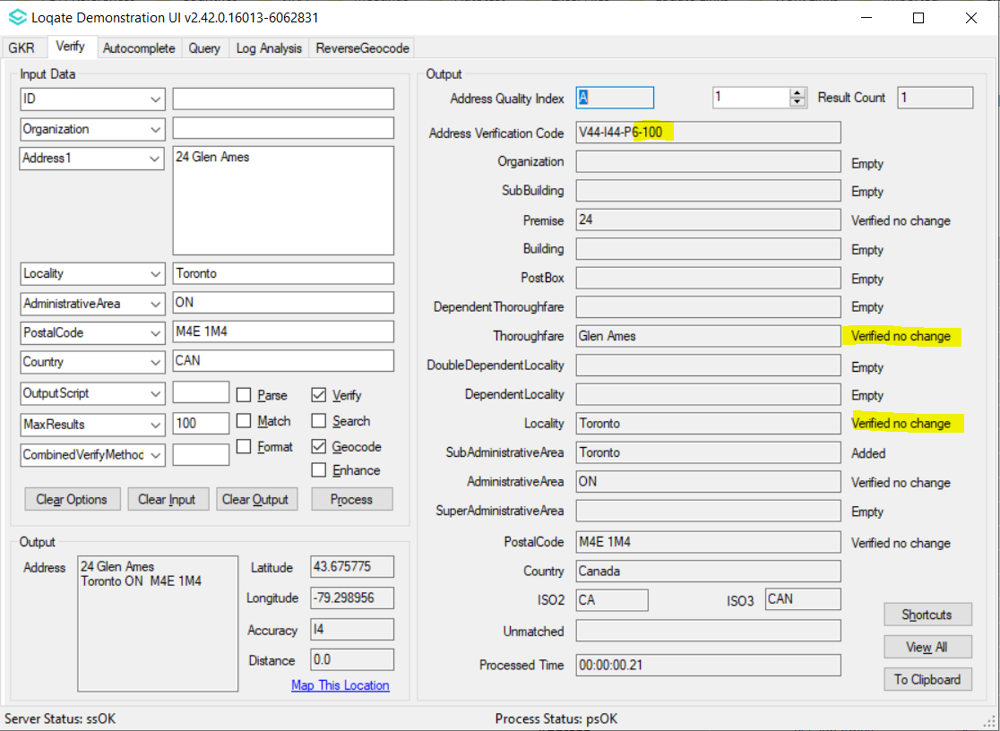 Loqate Demonstration UI v2.42.0.16013-6062831
GKR Verify Autocomplete Query Log Analysis ReverseGeocode
Input Data
ID
Organization
Address1 24 Glen Ames
Locality Toronto
AdministrativeArea ON
PostalCode M4E 1M4
Country CAN
OutputScript Parse Verify
MaxResults 100 Match Search
CombinedVerifyMethod Format Geocode
Enhance
Clear Options Clear Input Clear Output Process
Output
Address 24 Glen Ames
Toronto ON M4E 1M4
Latitude 43.675775
Longitude -79.298956
Accuracy I4
Distance 0.0
Map This Location
Output
Address Quality Index A 1 Result Count 1
Address Verification Code V44-I44-P6-100
Organization Empty
SubBuilding Empty
Premise 24 Verified no change
Building Empty
PostBox Empty
DependentThoroughfare Empty
Thoroughfare Glen Ames Verified no change
DoubleDependentLocality Empty
DependentLocality Empty
Locality Toronto Verified no change
SubAdministrativeArea Toronto Added
AdministrativeArea ON Verified no change
SuperAdministrativeArea Empty
PostalCode M4E 1M4 Verified no change
Country Canada
ISO2 CA ISO3 CAN
Unmatched
Processed Time 00:00:00.21
Shortcuts
View All
To Clipboard
Server Status: ssOK Process Status: psOK